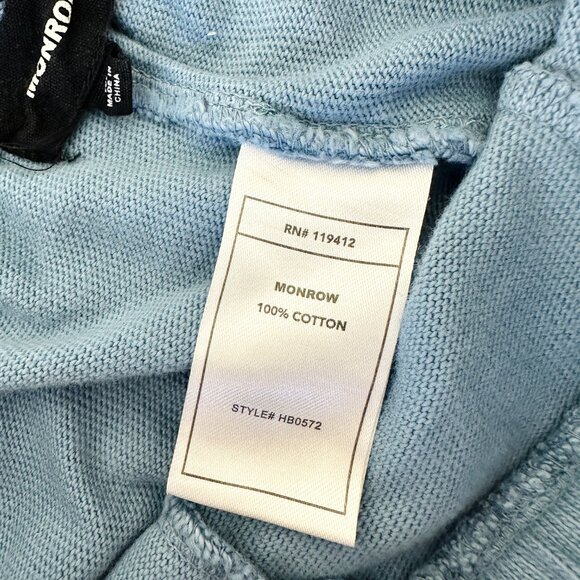 MONRO
MADE IN
CHINA
RN# 119412
MONROW
100% COTTON
STYLE# HB0572